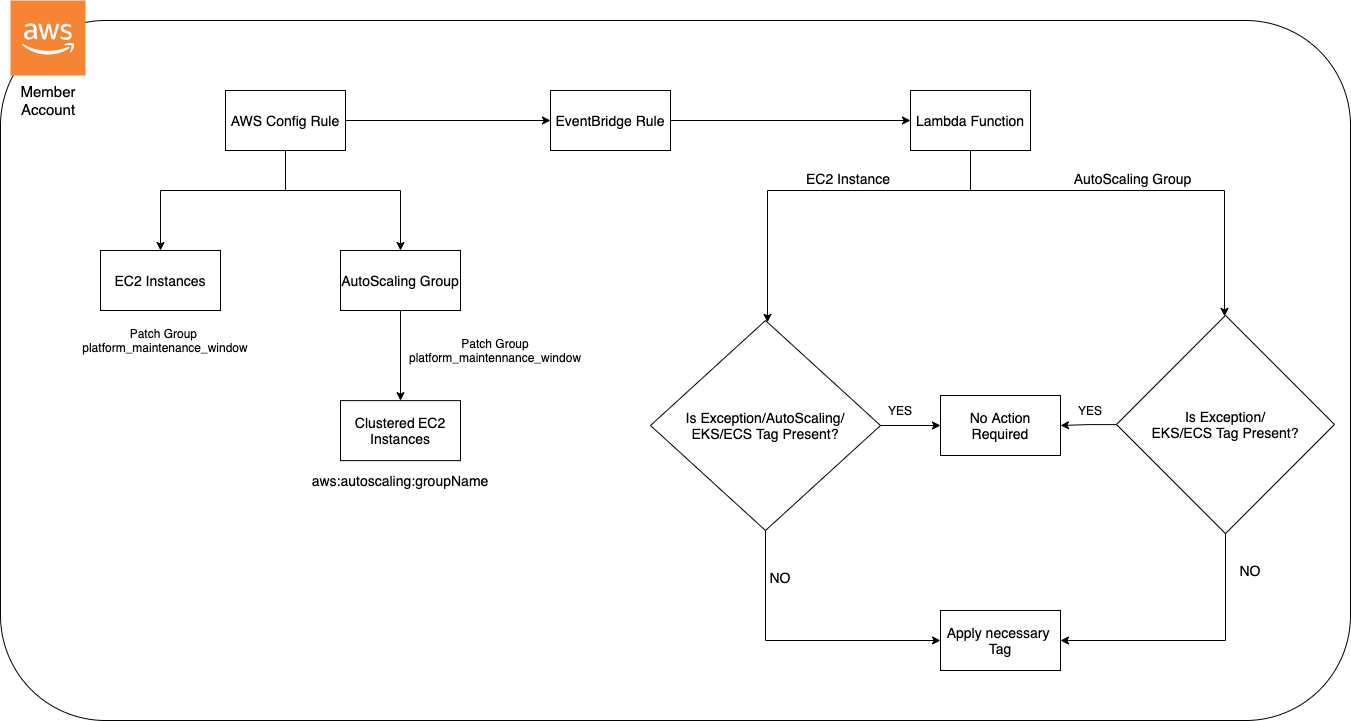 aws
Member
Account
AWS Config Rule
EventBridge Rule
Lambda Function
EC2 Instance
AutoScaling Group
EC2 Instances
AutoScaling Group
Patch Group
platform_maintenance_window
Patch Group
platform_maintennance_window
Clustered EC2
Instances
aws:autoscaling:groupName
Is Exception/AutoScaling/
EKS/ECS Tag Present?
YES
No Action
Required
YES
Is Exception/
EKS/ECS Tag Present?
NO
NO
Apply necessary
Tag